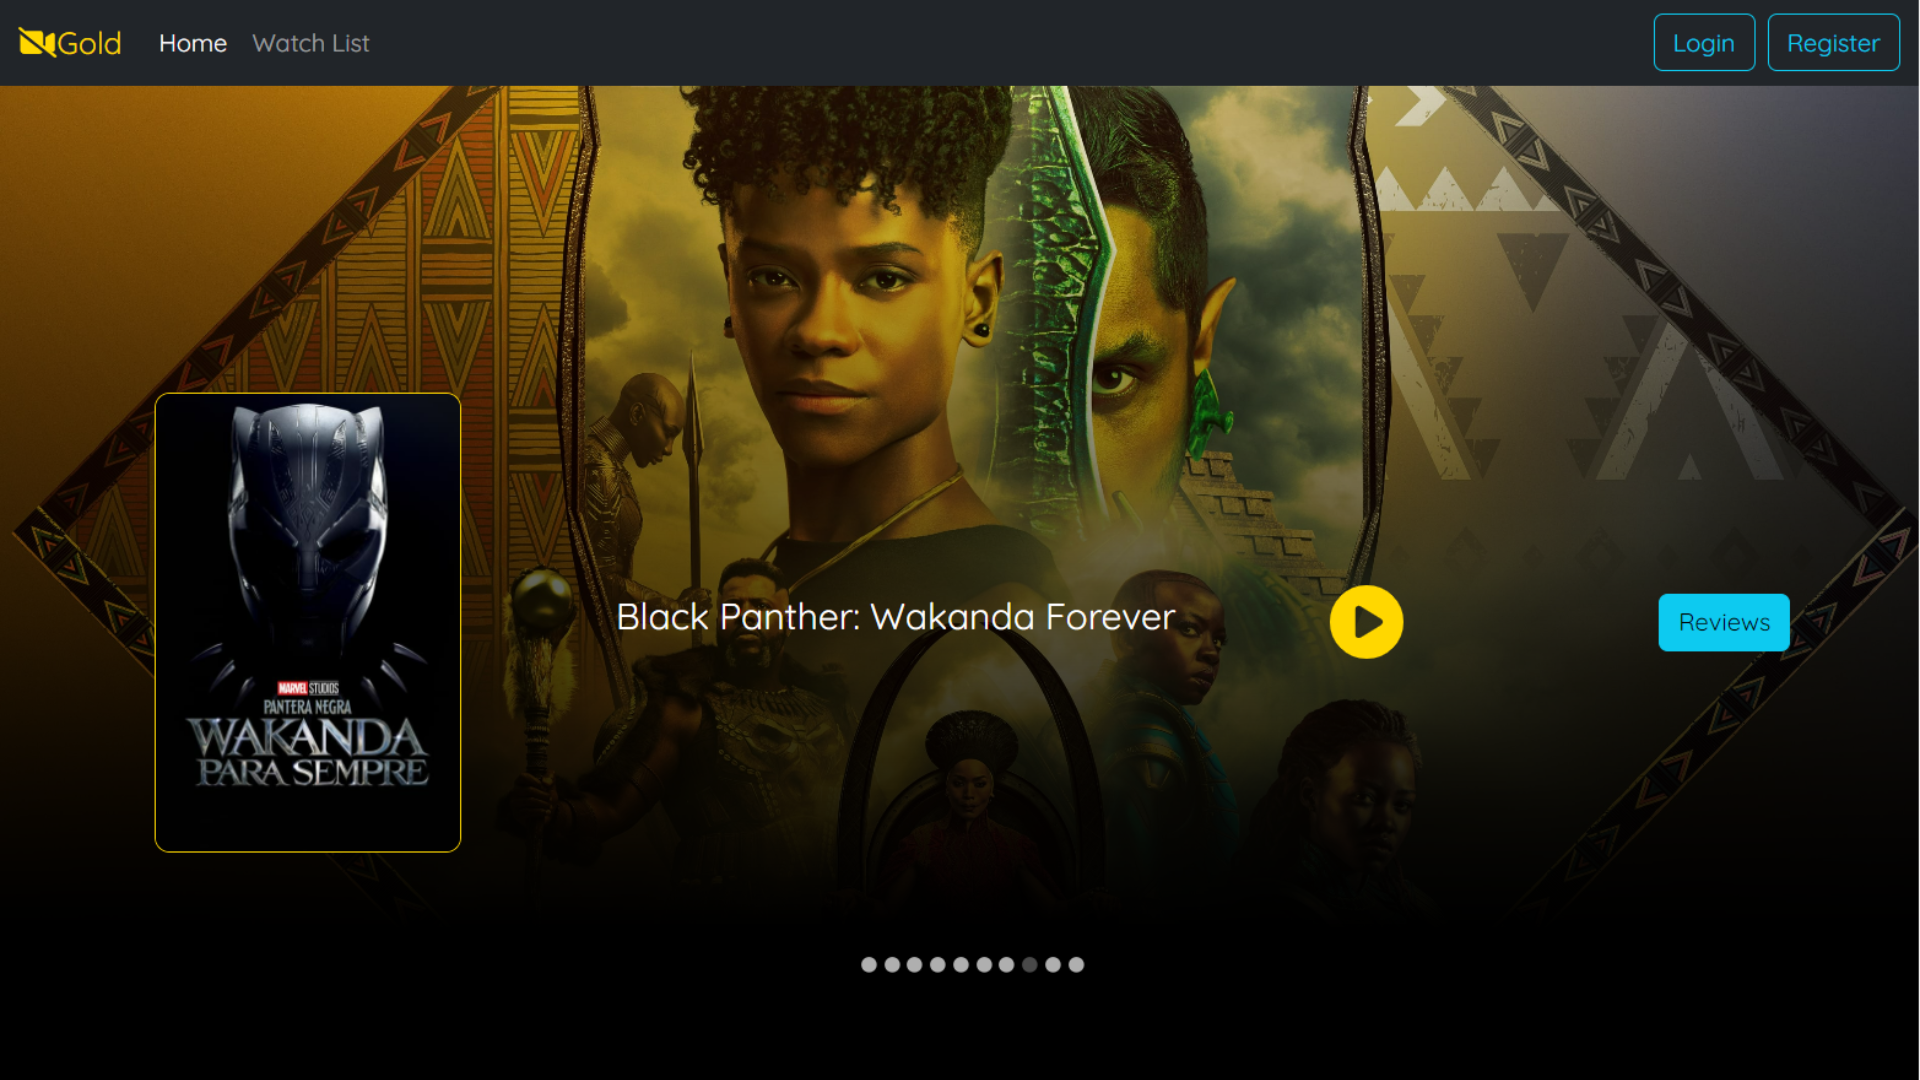 Gold
Home
Watch List
Login
Register
MARVEL STUDIOS
PANTERA NEGRA
WAKANDA
PARA SEMPRE
Black Panther: Wakanda Forever
Reviews